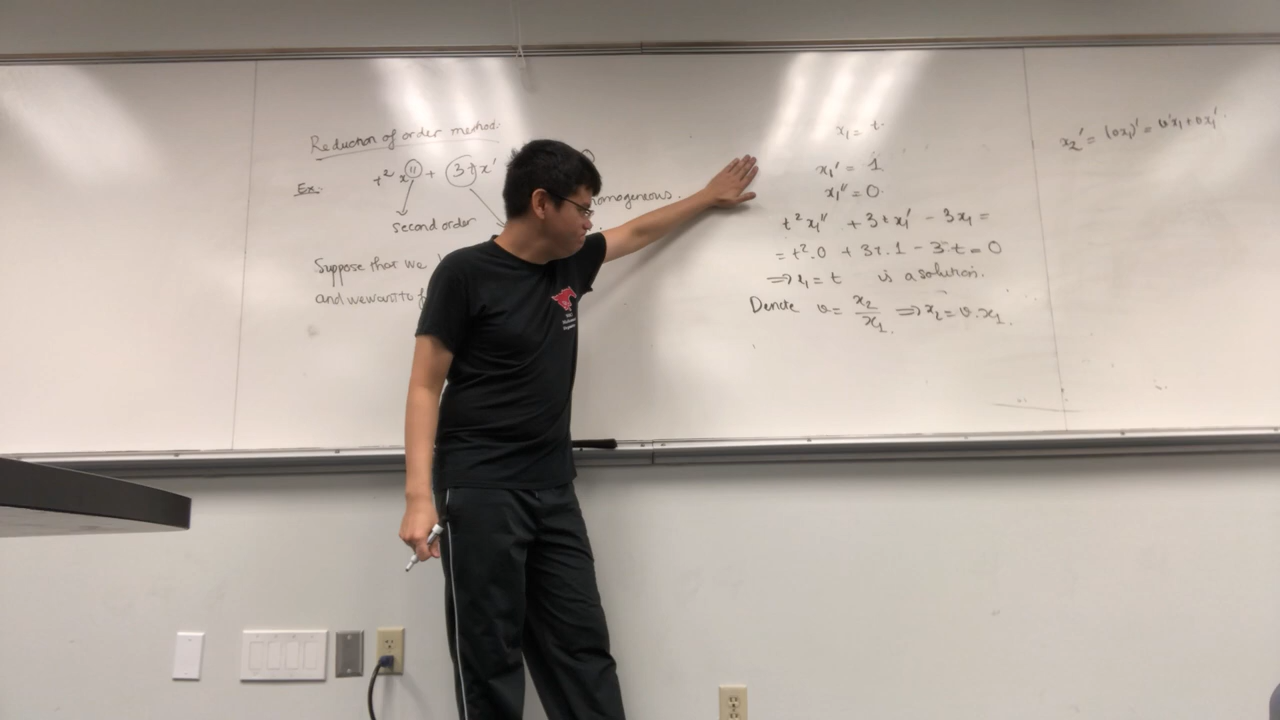 Reduction of order method:
Ex: t² x'' + 3t x'
second order
homogeneous.
Suppose that we
and we want to
x₁ = t.
x₁' = 1
x₁'' = 0.
t² x₁'' + 3t x₁' - 3x₁ =
= t².0 + 3t.1 - 3.t = 0
⇒ x₁ = t is a solution.
Denote v = x₂/x₁ ⇒ x₂ = v.x₁.
x₂' = (vx₁)' = v'x₁ + vx₁'